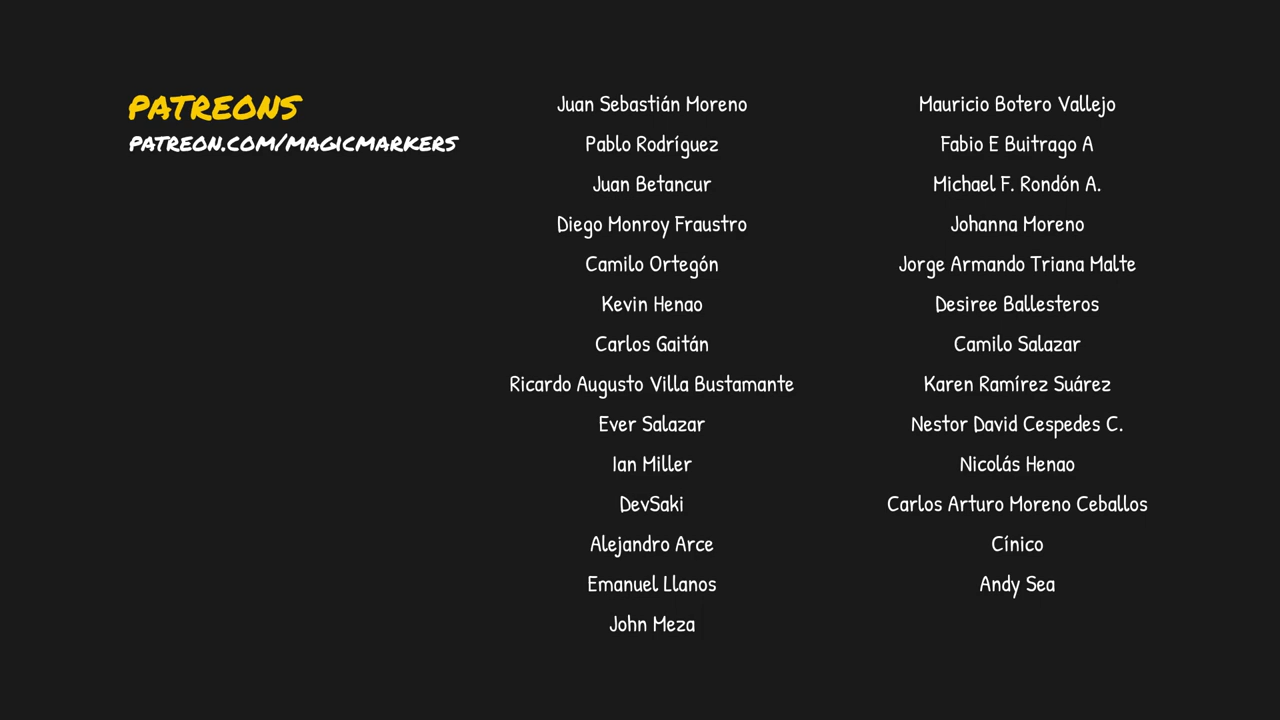 PATREONS
PATREON.COM/MAGICMARKERS
Juan Sebastián Moreno
Pablo Rodríguez
Juan Betancur
Diego Monroy Fraustro
Camilo Ortegón
Kevin Henao
Carlos Gaitán
Ricardo Augusto Villa Bustamante
Ever Salazar
Ian Miller
DevSaki
Alejandro Arce
Emanuel Llanos
John Meza
Mauricio Botero Vallejo
Fabio E Buitrago A
Michael F. Rondón A.
Johanna Moreno
Jorge Armando Triana Malte
Desiree Ballesteros
Camilo Salazar
Karen Ramírez Suárez
Nestor David Cespedes C.
Nicolás Henao
Carlos Arturo Moreno Ceballos
Cínico
Andy Sea